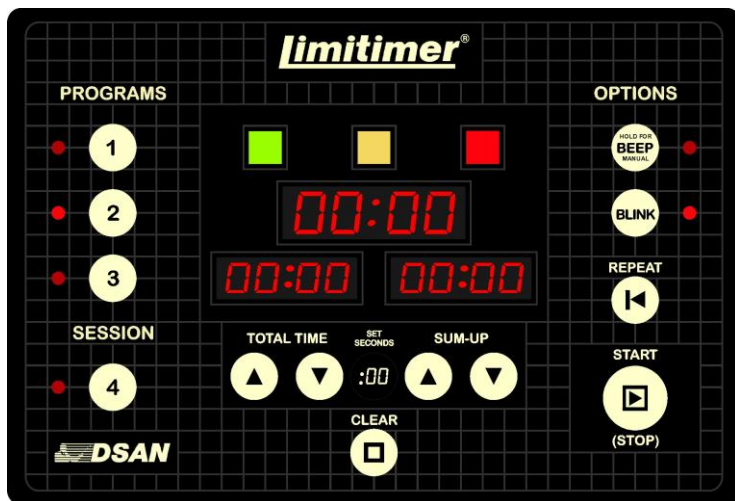 Limitimer®
PROGRAMS
OPTIONS
1
HOLD FOR
BEEP
MANUAL
2
BLINK
00:00
3
00:00 00:00
REPEAT
SESSION
TOTAL TIME
SET
SECONDS
SUM-UP
START
4
:00
CLEAR
(STOP)
DSAN